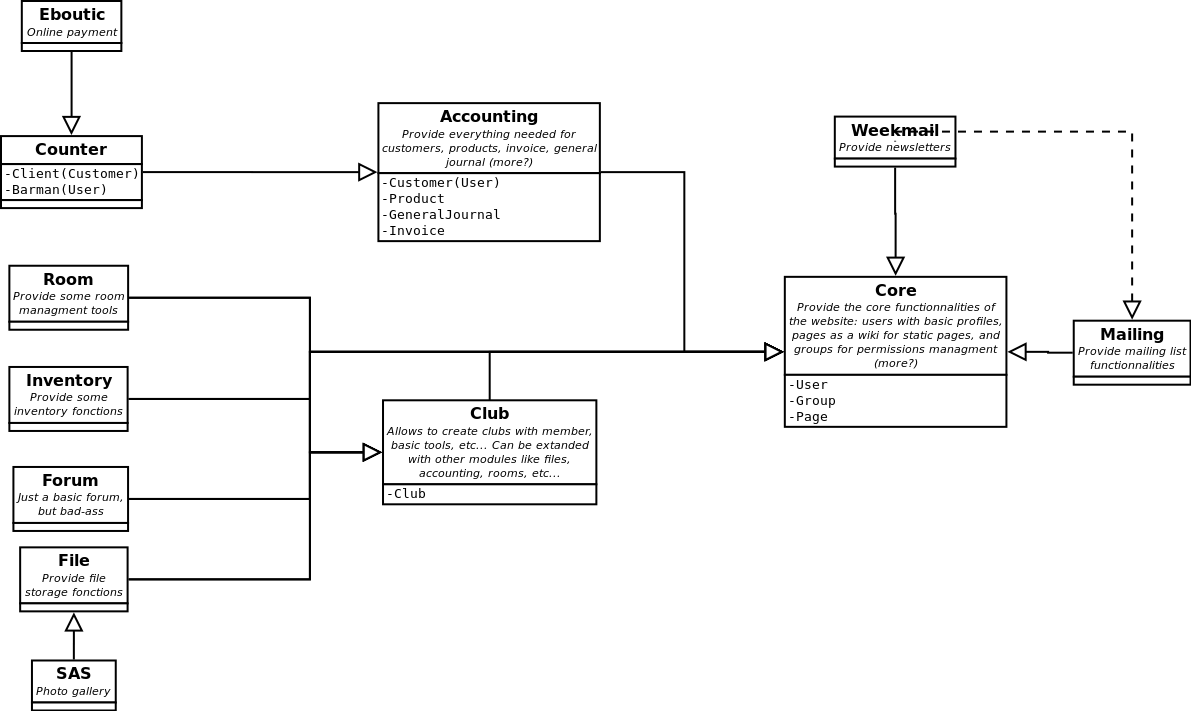 Eboutic
Online payment
Counter
-Client(Customer)
-Barman(User)
Accounting
Provide everything needed for
customers, products, invoice, general
journal (more?)
-Customer(User)
-Product
-GeneralJournal
-Invoice
Weekmail
Provide newsletters
Room
Provide some room
managment tools
Core
Provide the core functionnalities of
the website: users with basic profiles,
pages as a wiki for static pages, and
groups for permissions managment
(more?)
-User
-Group
-Page
Mailing
Provide mailing list
functionnalities
Inventory
Provide some
inventory fonctions
Club
Allows to create clubs with member,
basic tools, etc... Can be extanded
with other modules like files,
accounting, rooms, etc...
-Club
Forum
Just a basic forum,
but bad-ass
File
Provide file
storage fonctions
SAS
Photo gallery